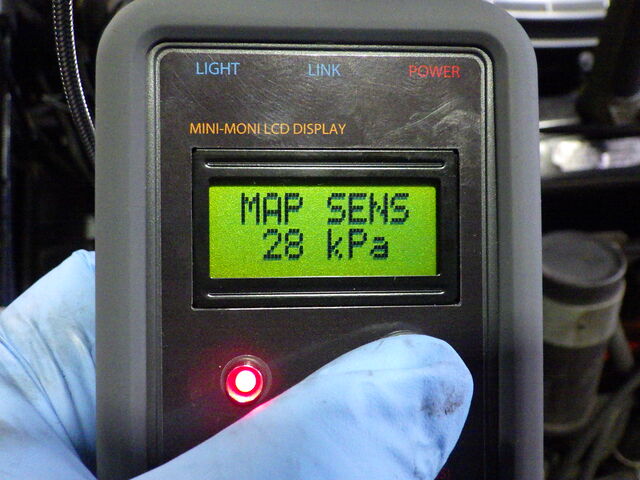 LIGHT LINK POWER
MINI-MONI LCD DISPLAY
MAP SENS
28 kPa